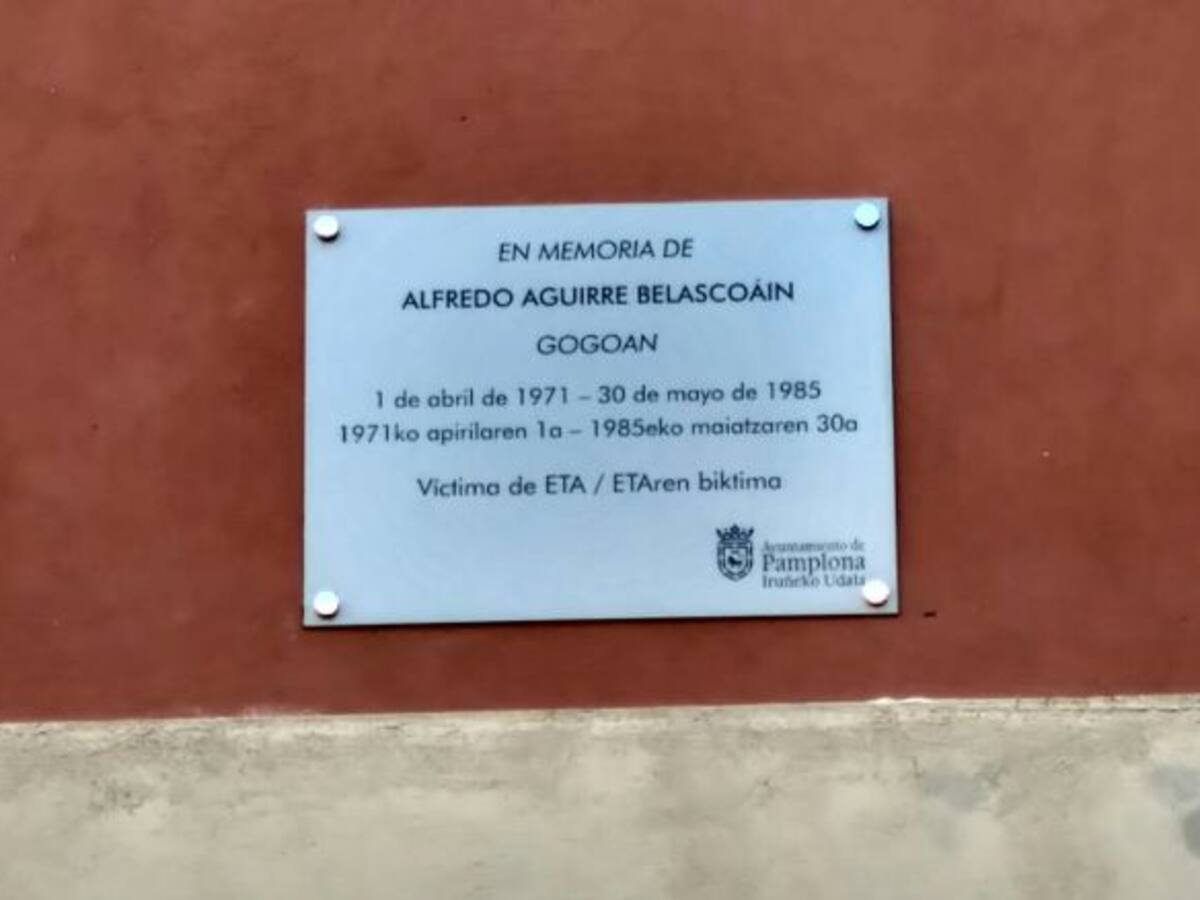 EN MEMORIA DE
ALFREDO AGUIRRE BELASCOÁIN
GOGOAN
1 de abril de 1971 – 30 de mayo de 1985
1971ko apirilaren 1a – 1985eko maiatzaren 30a
Víctima de ETA / ETAren biktima
Ayuntamiento de
Pamplona
Iruñeko Udala